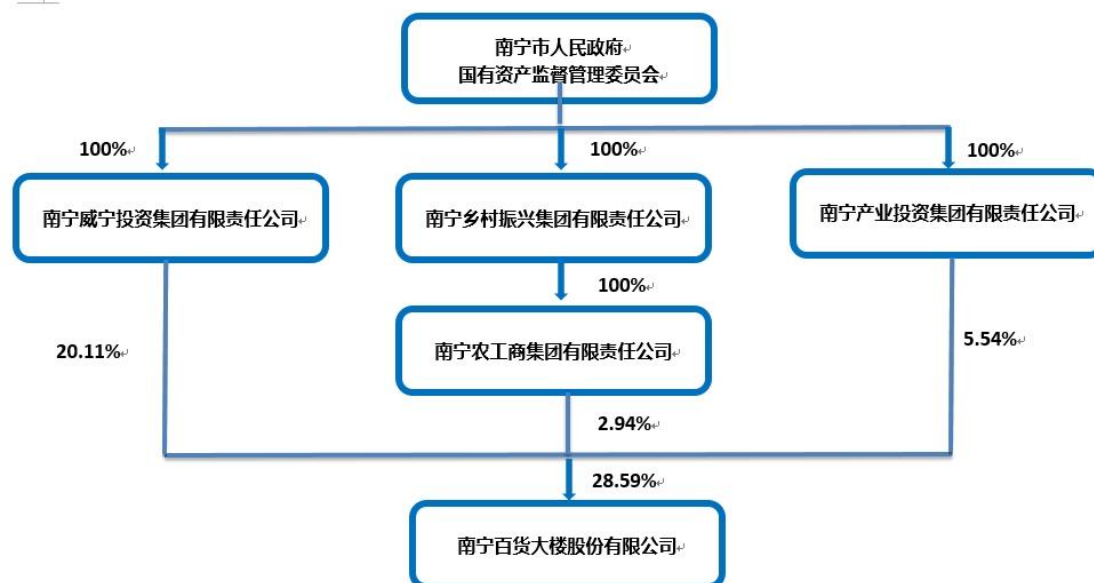 南宁市人民政府
国有资产监督管理委员会
100%
100%
100%
南宁威宁投资集团有限责任公司
南宁乡村振兴集团有限责任公司
南宁产业投资集团有限责任公司
100%
20.11%
南宁农工商集团有限责任公司
5.54%
2.94%
28.59%
南宁百货大楼股份有限公司